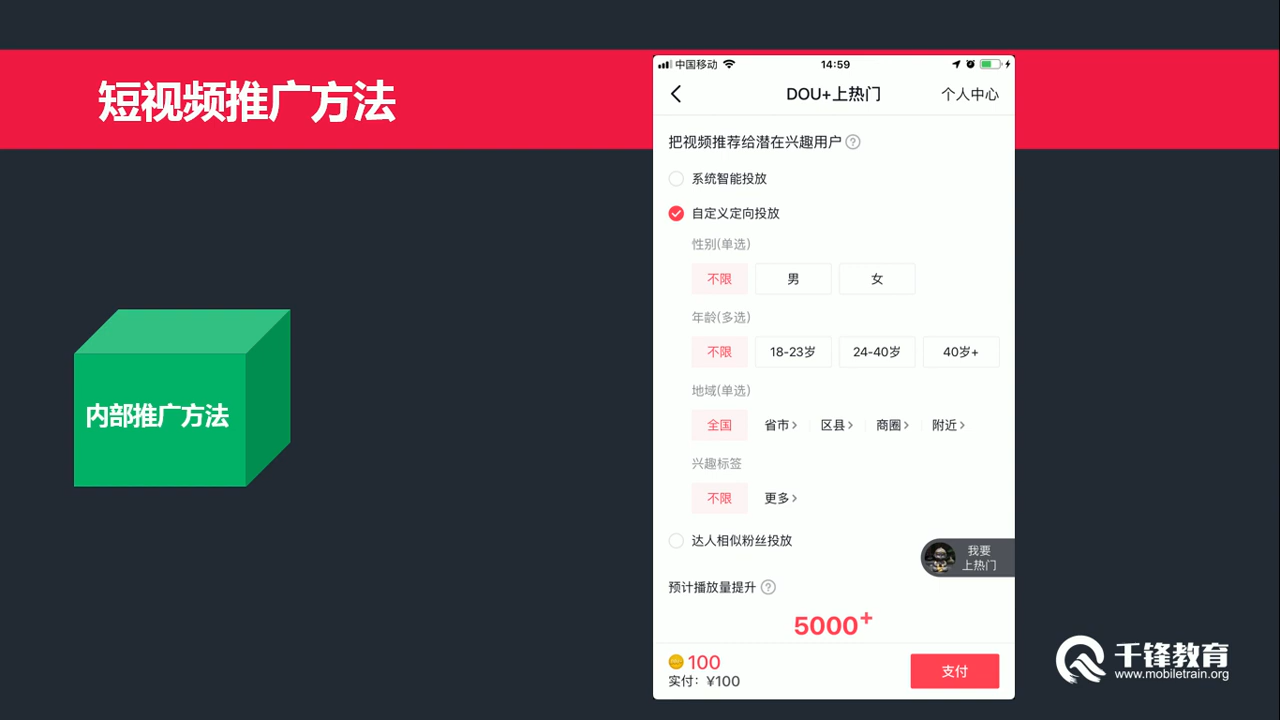 短视频推广方法
内部推广方法
中国移动
14:59
DOU+上热门
个人中心
把视频推荐给潜在兴趣用户?
系统智能投放
自定义定向投放
性别(单选)
不限 男 女
年龄(多选)
不限 18-23岁 24-40岁 40岁+
地域(单选)
全国 省市> 区县> 商圈> 附近>
兴趣标签
不限 更多>
达人相似粉丝投放
我要
上热门
预计播放量提升?
5000+
100
实付：¥100
支付
千锋教育
www.mobiletrain.org